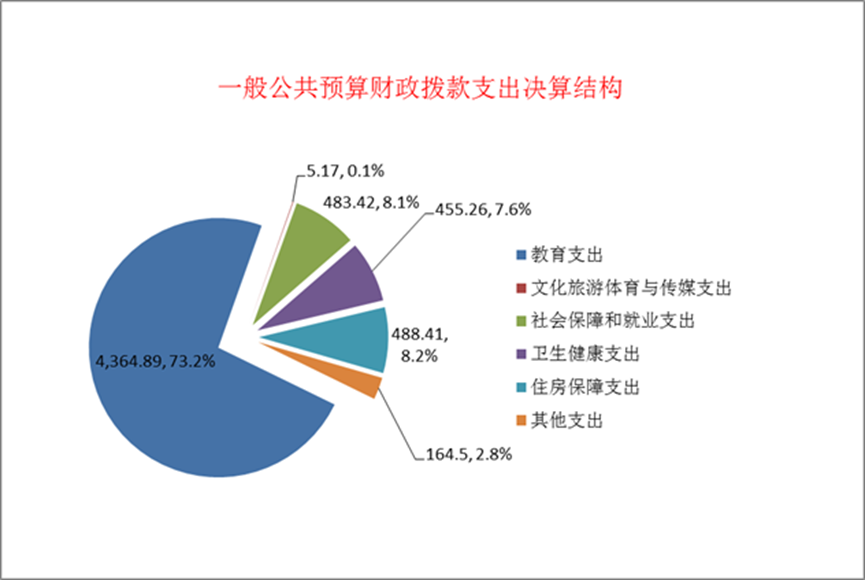 一般公共预算财政拨款支出决算结构
5.17, 0.1%
483.42, 8.1%
455.26, 7.6%
488.41,
8.2%
4,364.89, 73.2%
164.5, 2.8%
教育支出
文化旅游体育与传媒支出
社会保障和就业支出
卫生健康支出
住房保障支出
其他支出